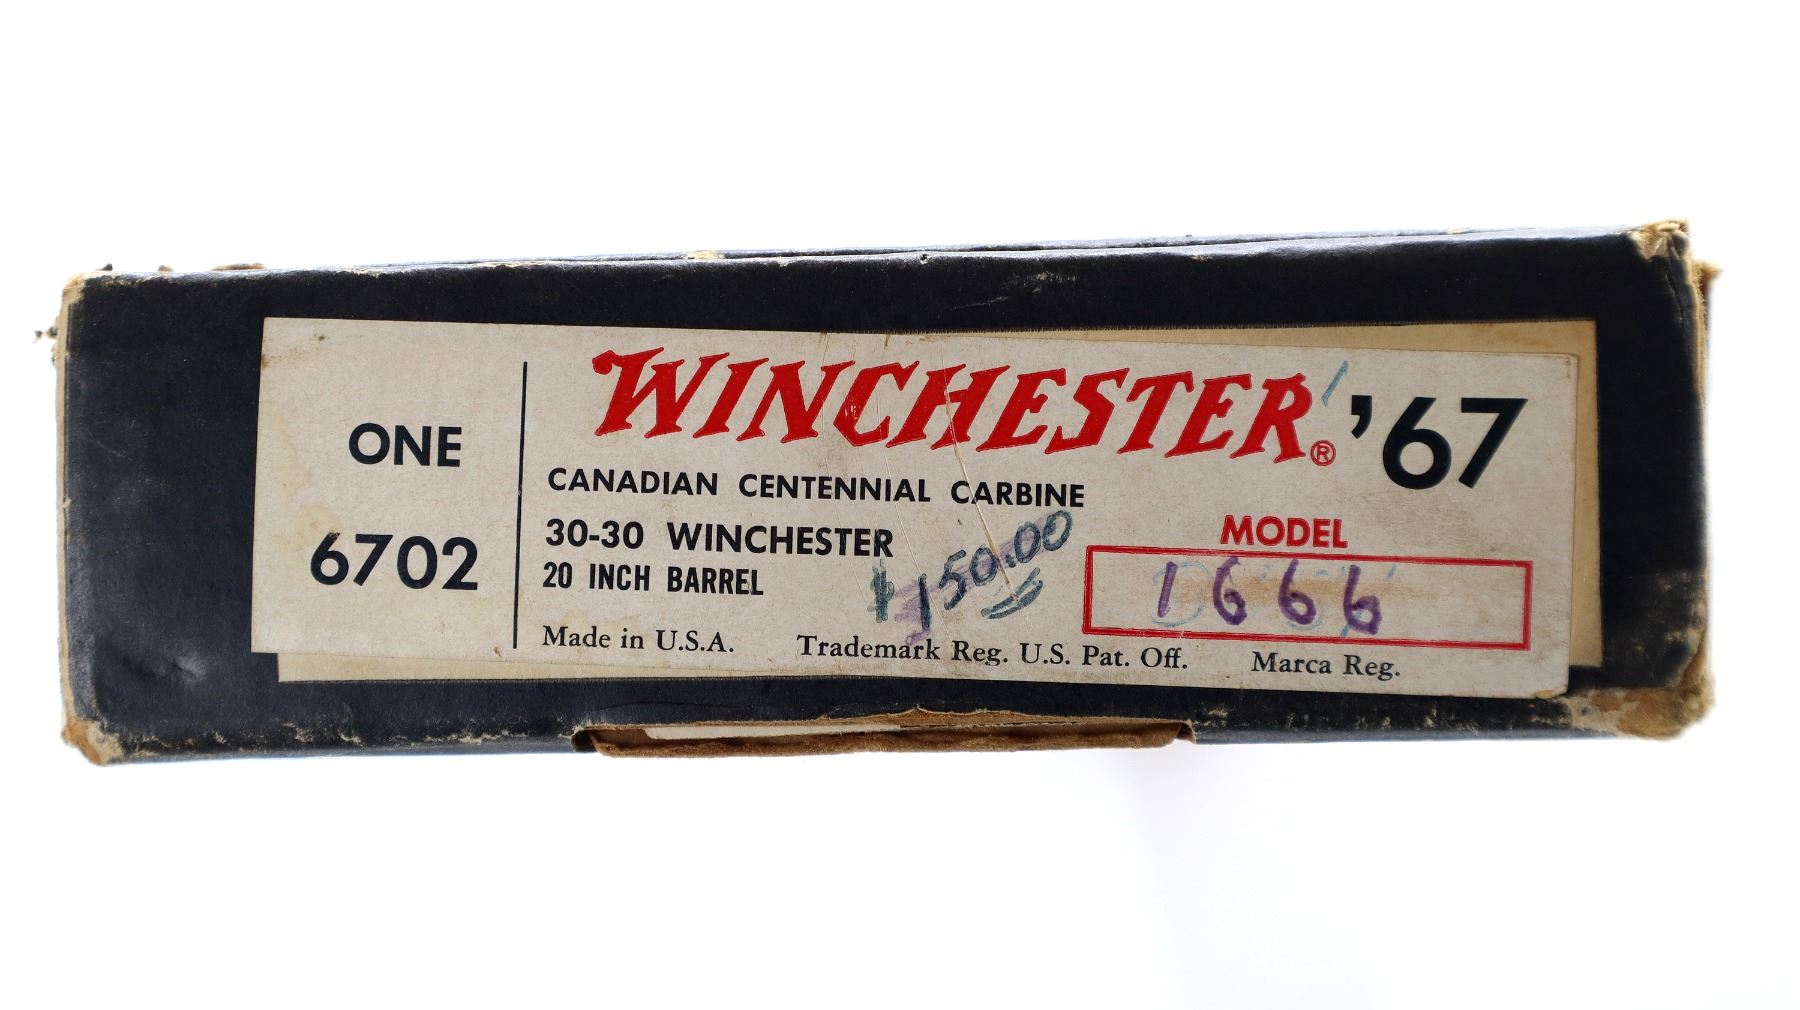 ONE
6702
WINCHESTER® '67
CANADIAN CENTENNIAL CARBINE
30-30 WINCHESTER
20 INCH BARREL
$150.00
MODEL
1666
Made in U.S.A. Trademark Reg. U.S. Pat. Off. Marca Reg.